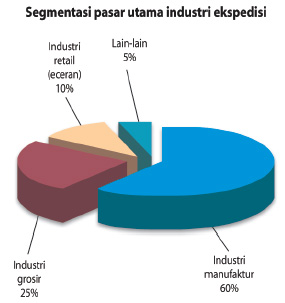 Segmentasi pasar utama industri ekspedisi
Lain-lain
5%
Industri
retail
(eceran)
10%
Industri
grosir
25%
Industri
manufaktur
60%